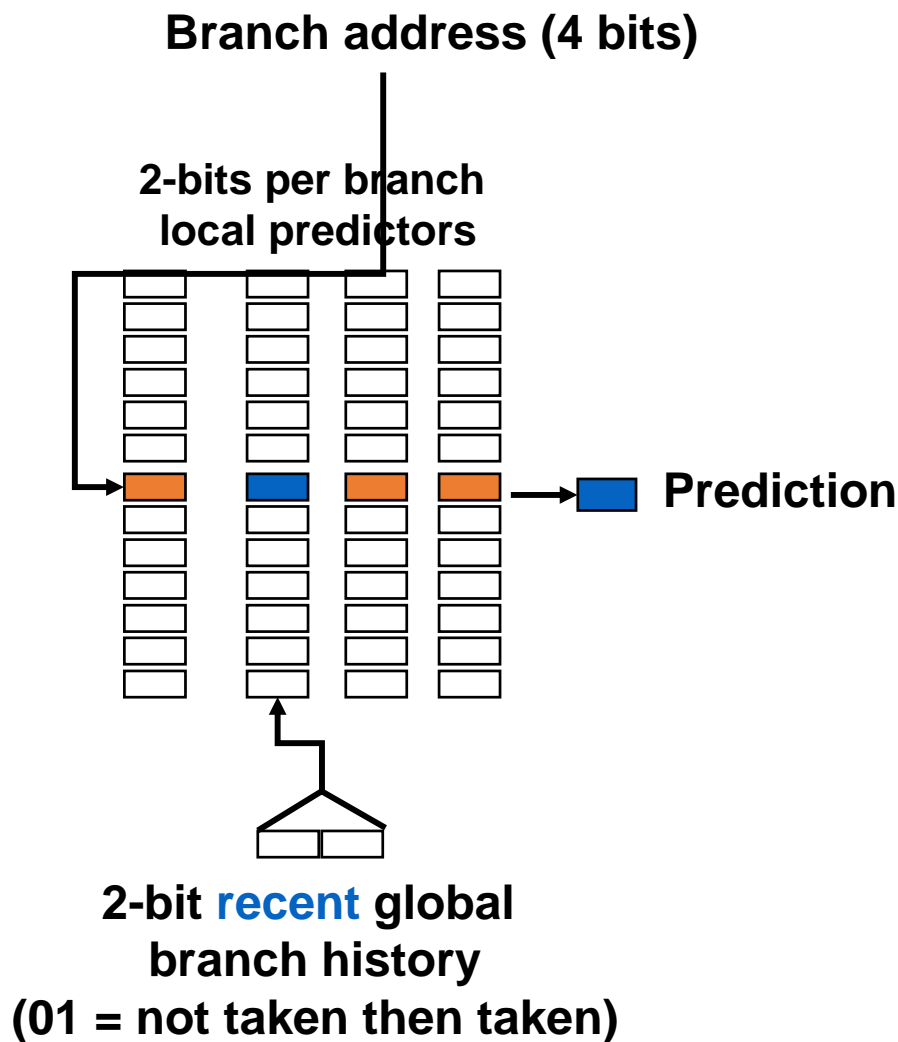 Branch address (4 bits)
2-bits per branch
local predictors
Prediction
2-bit recent global
branch history
(01 = not taken then taken)